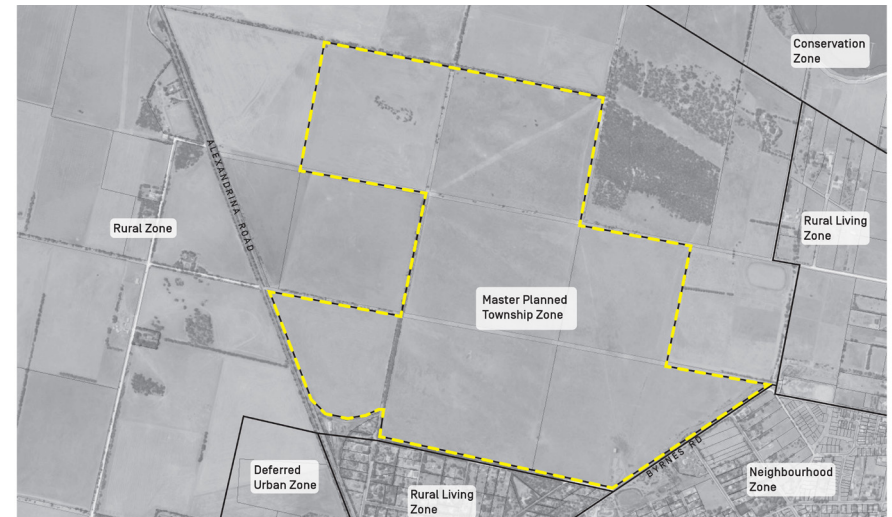 Conservation
Zone
ALEXANDRINA ROAD
Rural Zone
Rural Living
Zone
Master Planned
Township Zone
BYRNES RD
Deferred
Urban Zone
Rural Living
Zone
Neighbourhood
Zone